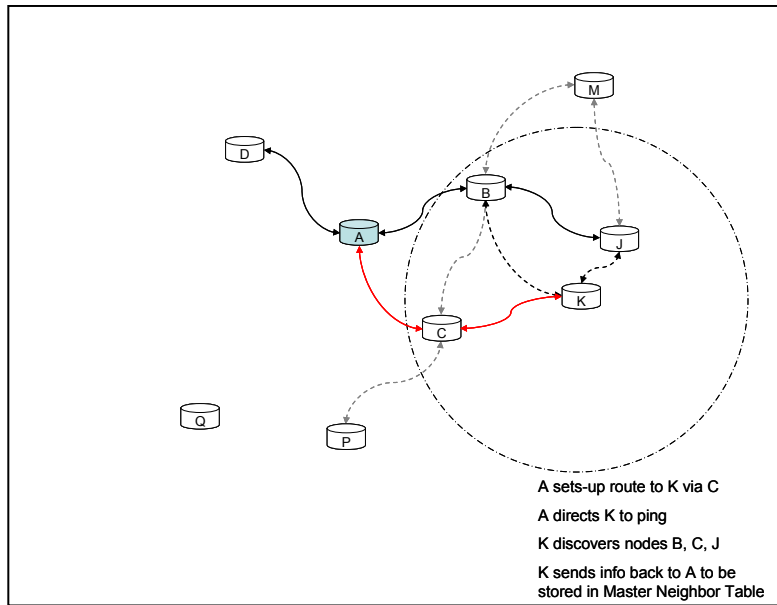 M
D
B
A
J
K
C
Q
P
A sets-up route to K via C
A directs K to ping
K discovers nodes B, C, J
K sends info back to A to be
stored in Master Neighbor Table